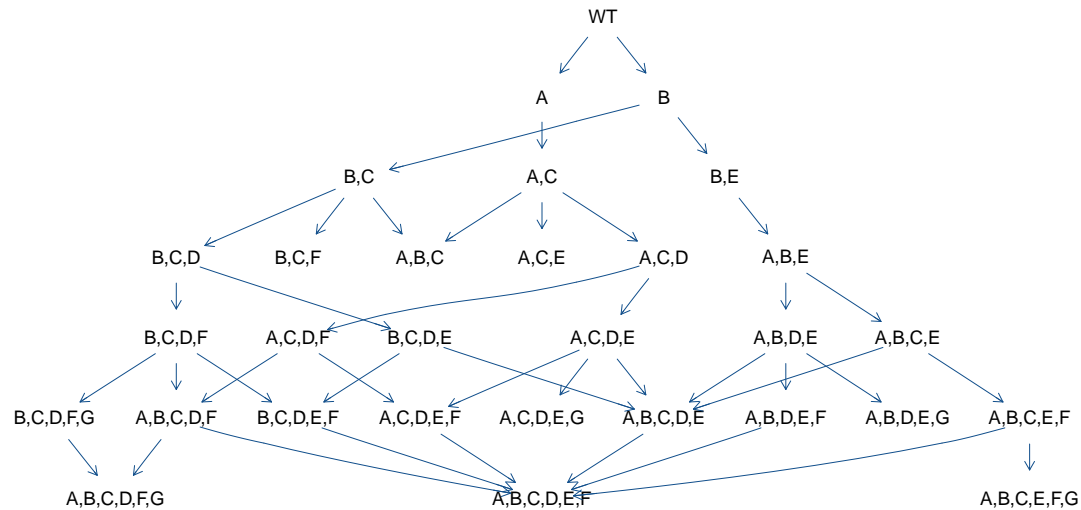 WT
A B
B,C A,C B,E
B,C,D B,C,F A,B,C A,C,E A,C,D A,B,E
B,C,D,F A,C,D,F B,C,D,E A,C,D,E A,B,D,E A,B,C,E
B,C,D,F,G A,B,C,D,F B,C,D,E,F A,C,D,E,F A,C,D,E,G A,B,C,D,E A,B,D,E,F A,B,D,E,G A,B,C,E,F
A,B,C,D,F,G A,B,C,D,E,F A,B,C,E,F,G